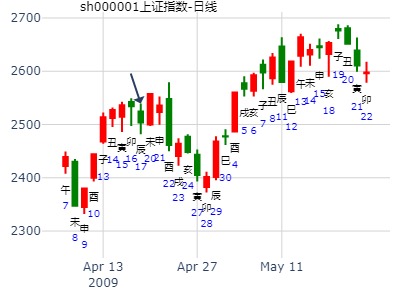 sh000001上证指数-日线
2700
2600
2500
2400
2300
午
7
未
8
申
9
酉
10
子
13
丑
14
寅
15
卯
16
辰
17
未
20
申
21
酉
22
戌
23
亥
24
寅
27
卯
28
辰
29
巳
30
酉
4
戌
5
亥
6
子
7
丑
8
辰
11
巳
12
午
13
未
14
申
15
亥
18
子
19
丑
20
寅
21
卯
22
Apr 13
2009
Apr 27
May 11